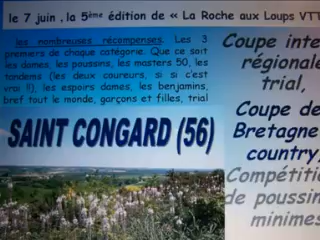 le 7 juin , la 5ème édition de « La Roche aux Loups VTT
les nombreuses récompenses. Les 3
premiers de chaque catégorie. Que ce soit
les dames, les poussins, les masters 50, les
tandems (les deux coureurs, si si c'est
vrai !!), les espoirs dames, les benjamins,
bref tout le monde, garçons et filles, trial
SAINT CONGARD (56)
Coupe inte
régionale
trial,
Coupe de
Bretagne
country,
Compétiti
de poussin
minimes